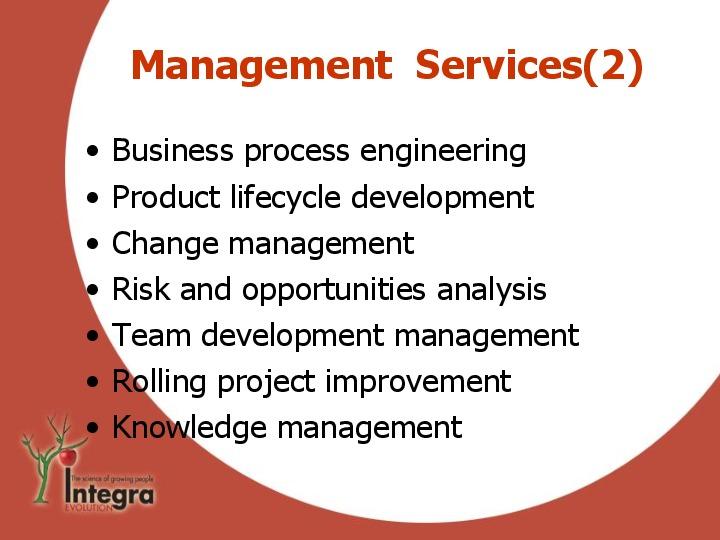 Management Services(2)
• Business process engineering
• Product lifecycle development
• Change management
• Risk and opportunities analysis
• Team development management
• Rolling project improvement
• Knowledge management
The science of growing people
Integra
EVOLUTION